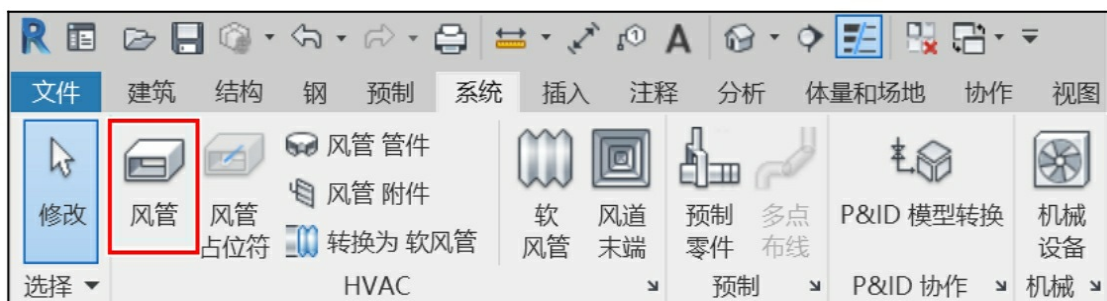 R A
文件 建筑 结构 钢 预制 系统 插入 注释 分析 体量和场地 协作 视图
修改 风管 风管占位符 风管 管件 风管 附件 转换为 软风管 软风管 风道末端 预制零件 多点布线 P&ID 模型转换 机械设备
选择 HVAC 预制 P&ID 协作 机械